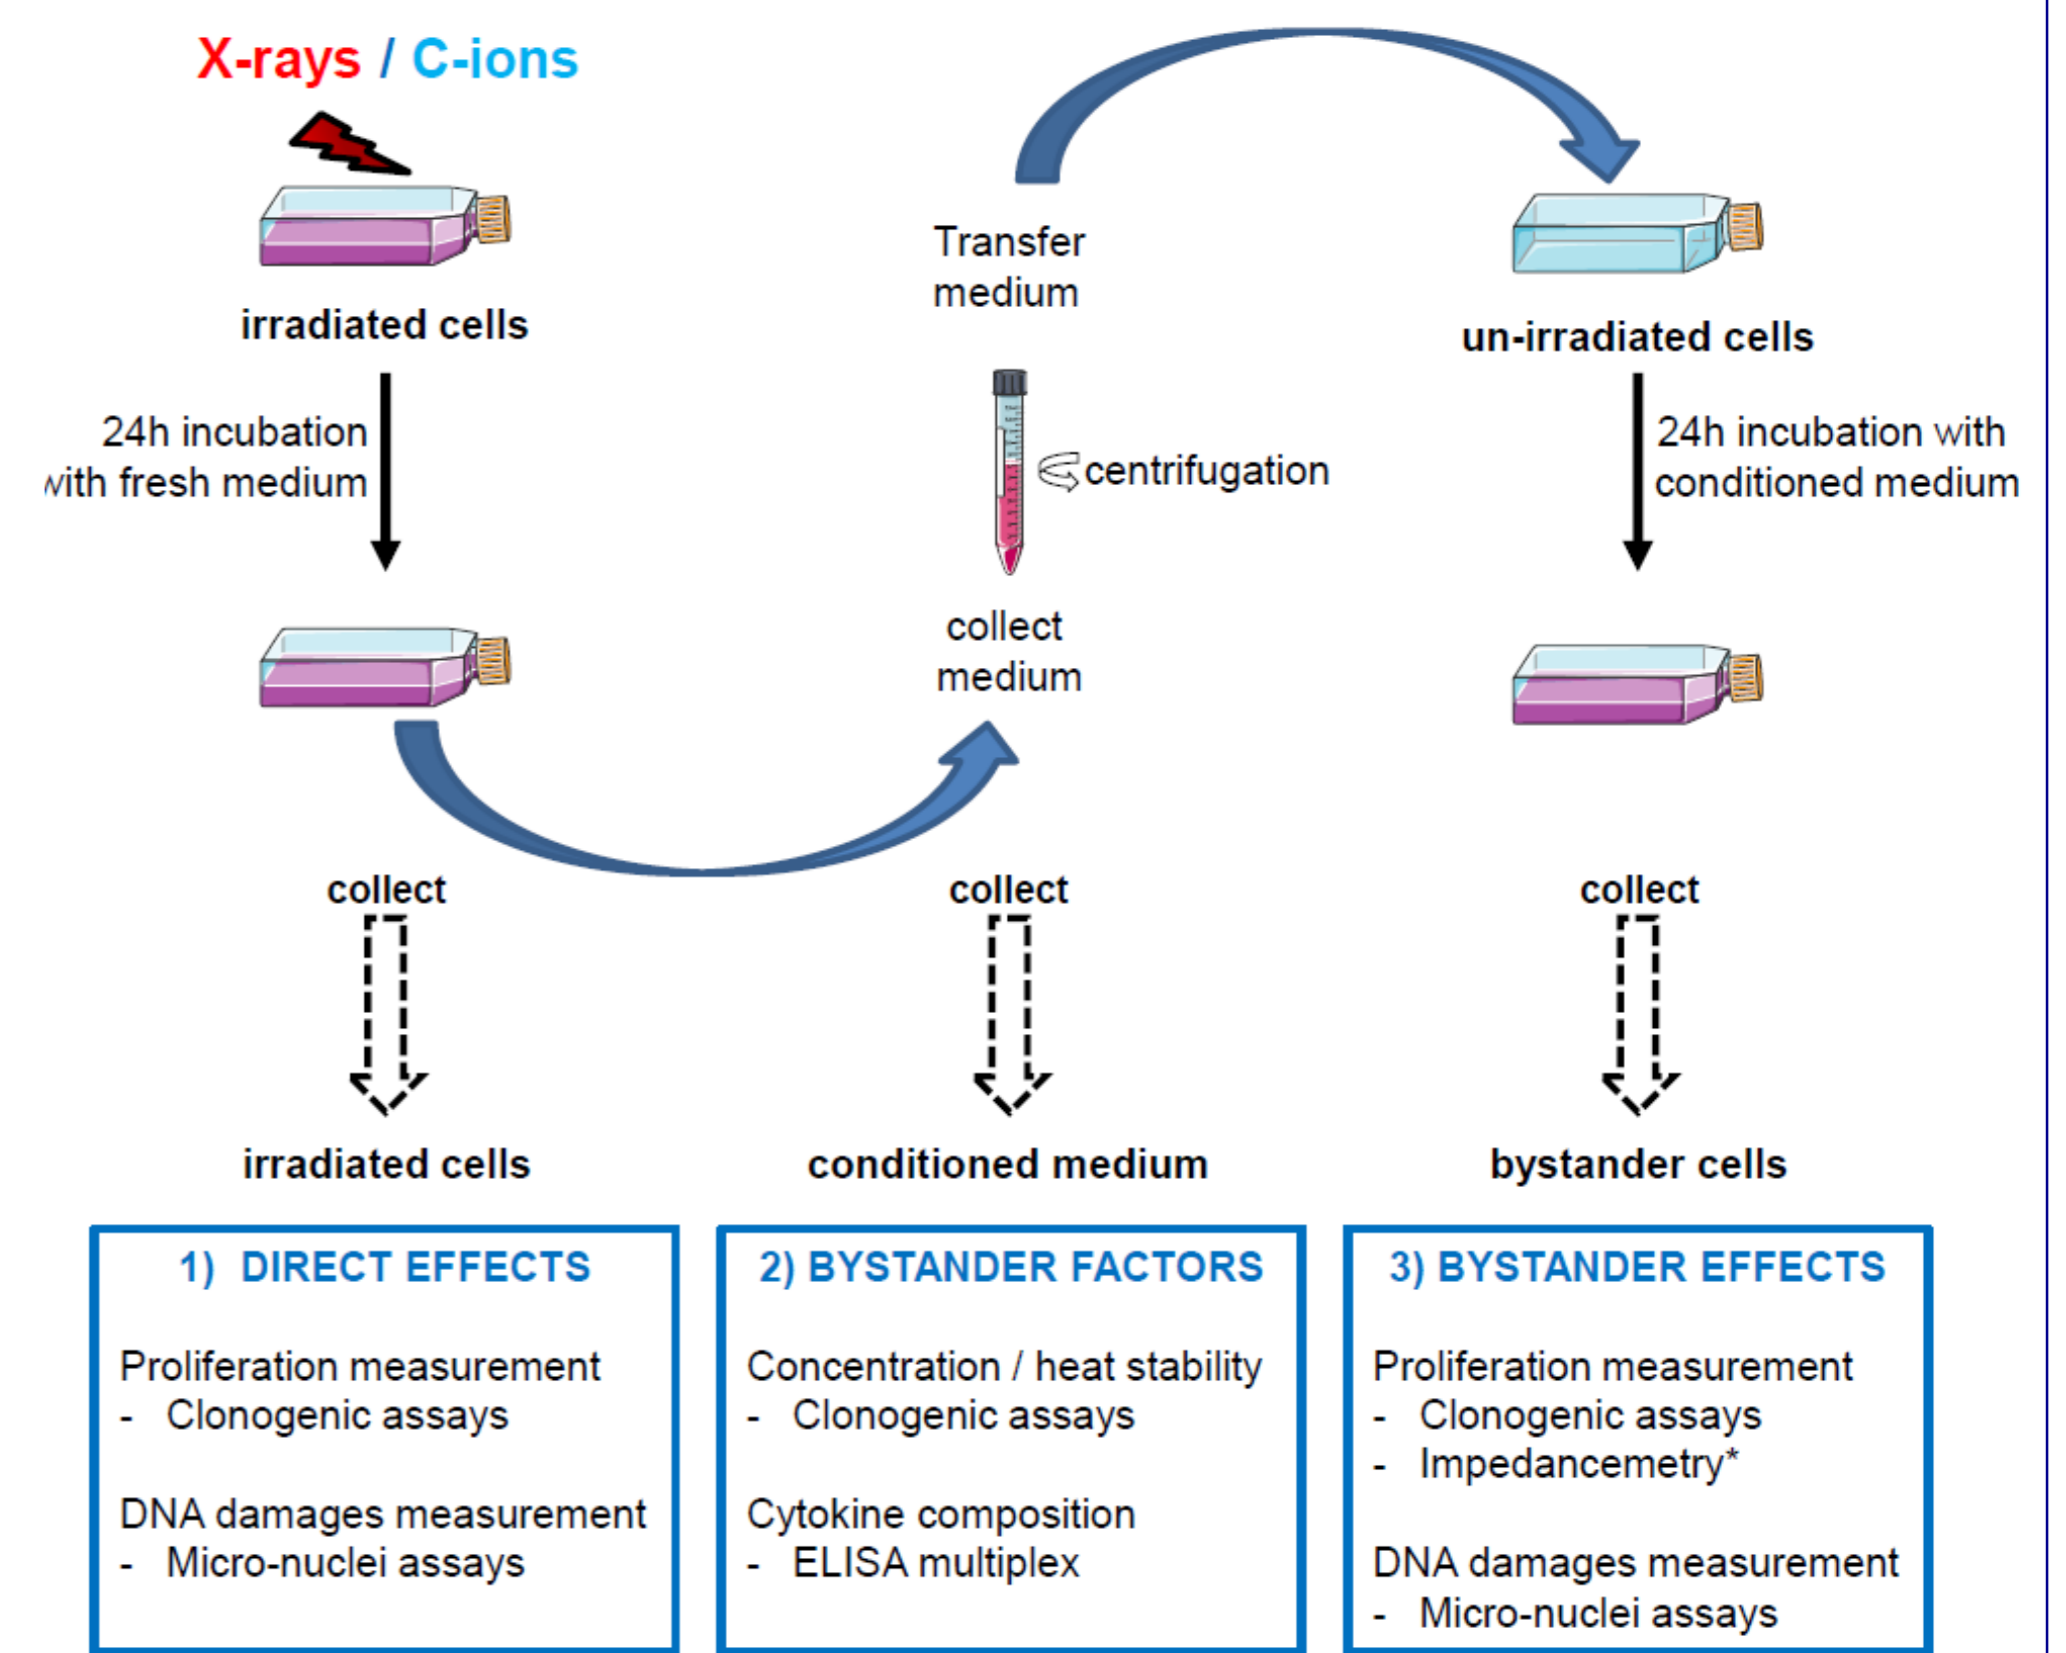 X-rays / C-ions
irradiated cells
24h incubation
with fresh medium
Transfer
medium
centrifugation
collect
medium
un-irradiated cells
24h incubation with
conditioned medium
collect
collect
collect
irradiated cells
conditioned medium
bystander cells
1) DIRECT EFFECTS
Proliferation measurement
- Clonogenic assays
DNA damages measurement
- Micro-nuclei assays
2) BYSTANDER FACTORS
Concentration / heat stability
- Clonogenic assays
Cytokine composition
- ELISA multiplex
3) BYSTANDER EFFECTS
Proliferation measurement
- Clonogenic assays
- Impedancemetry*
DNA damages measurement
- Micro-nuclei assays